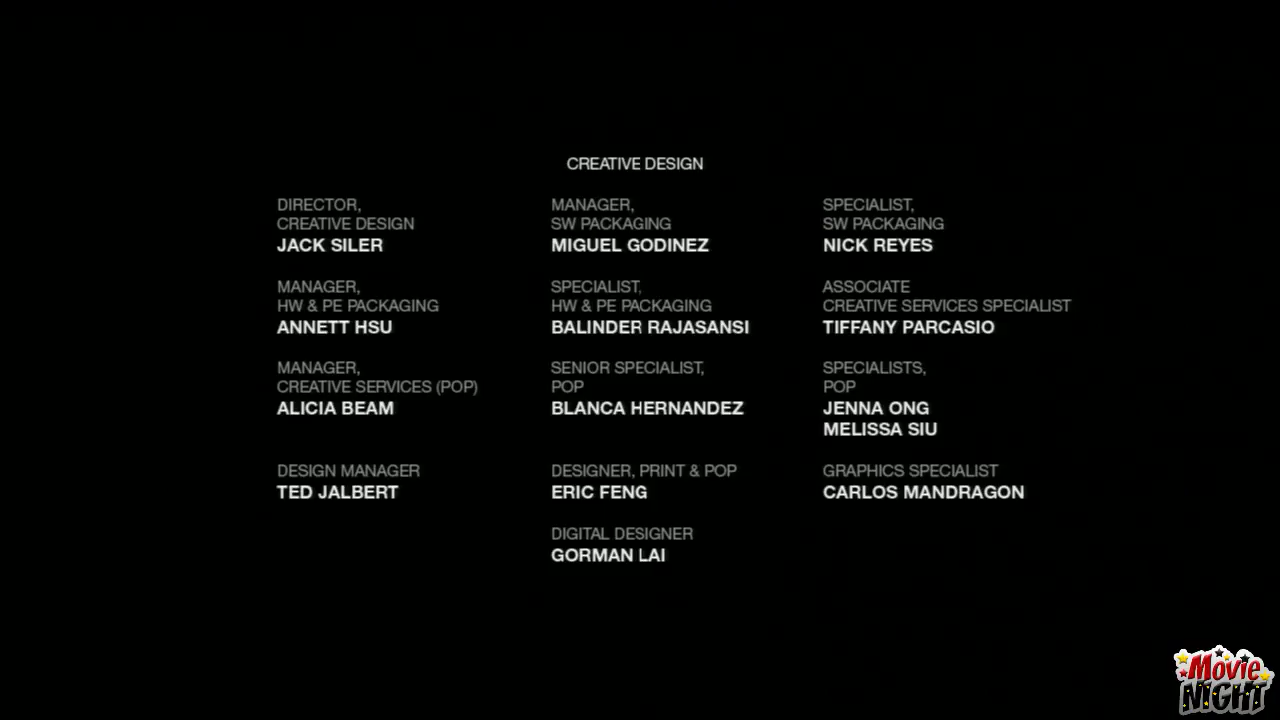 CREATIVE DESIGN
DIRECTOR,
CREATIVE DESIGN
JACK SILER
MANAGER,
SW PACKAGING
MIGUEL GODINEZ
SPECIALIST,
SW PACKAGING
NICK REYES
MANAGER,
HW & PE PACKAGING
ANNETT HSU
SPECIALIST,
HW & PE PACKAGING
BALINDER RAJASANSI
ASSOCIATE
CREATIVE SERVICES SPECIALIST
TIFFANY PARCASIO
MANAGER,
CREATIVE SERVICES (POP)
ALICIA BEAM
SENIOR SPECIALIST,
POP
BLANCA HERNANDEZ
SPECIALISTS,
POP
JENNA ONG
MELISSA SIU
DESIGN MANAGER
TED JALBERT
DESIGNER, PRINT & POP
ERIC FENG
GRAPHICS SPECIALIST
CARLOS MANDRAGON
DIGITAL DESIGNER
GORMAN LAI
MOVIE
NIGHT